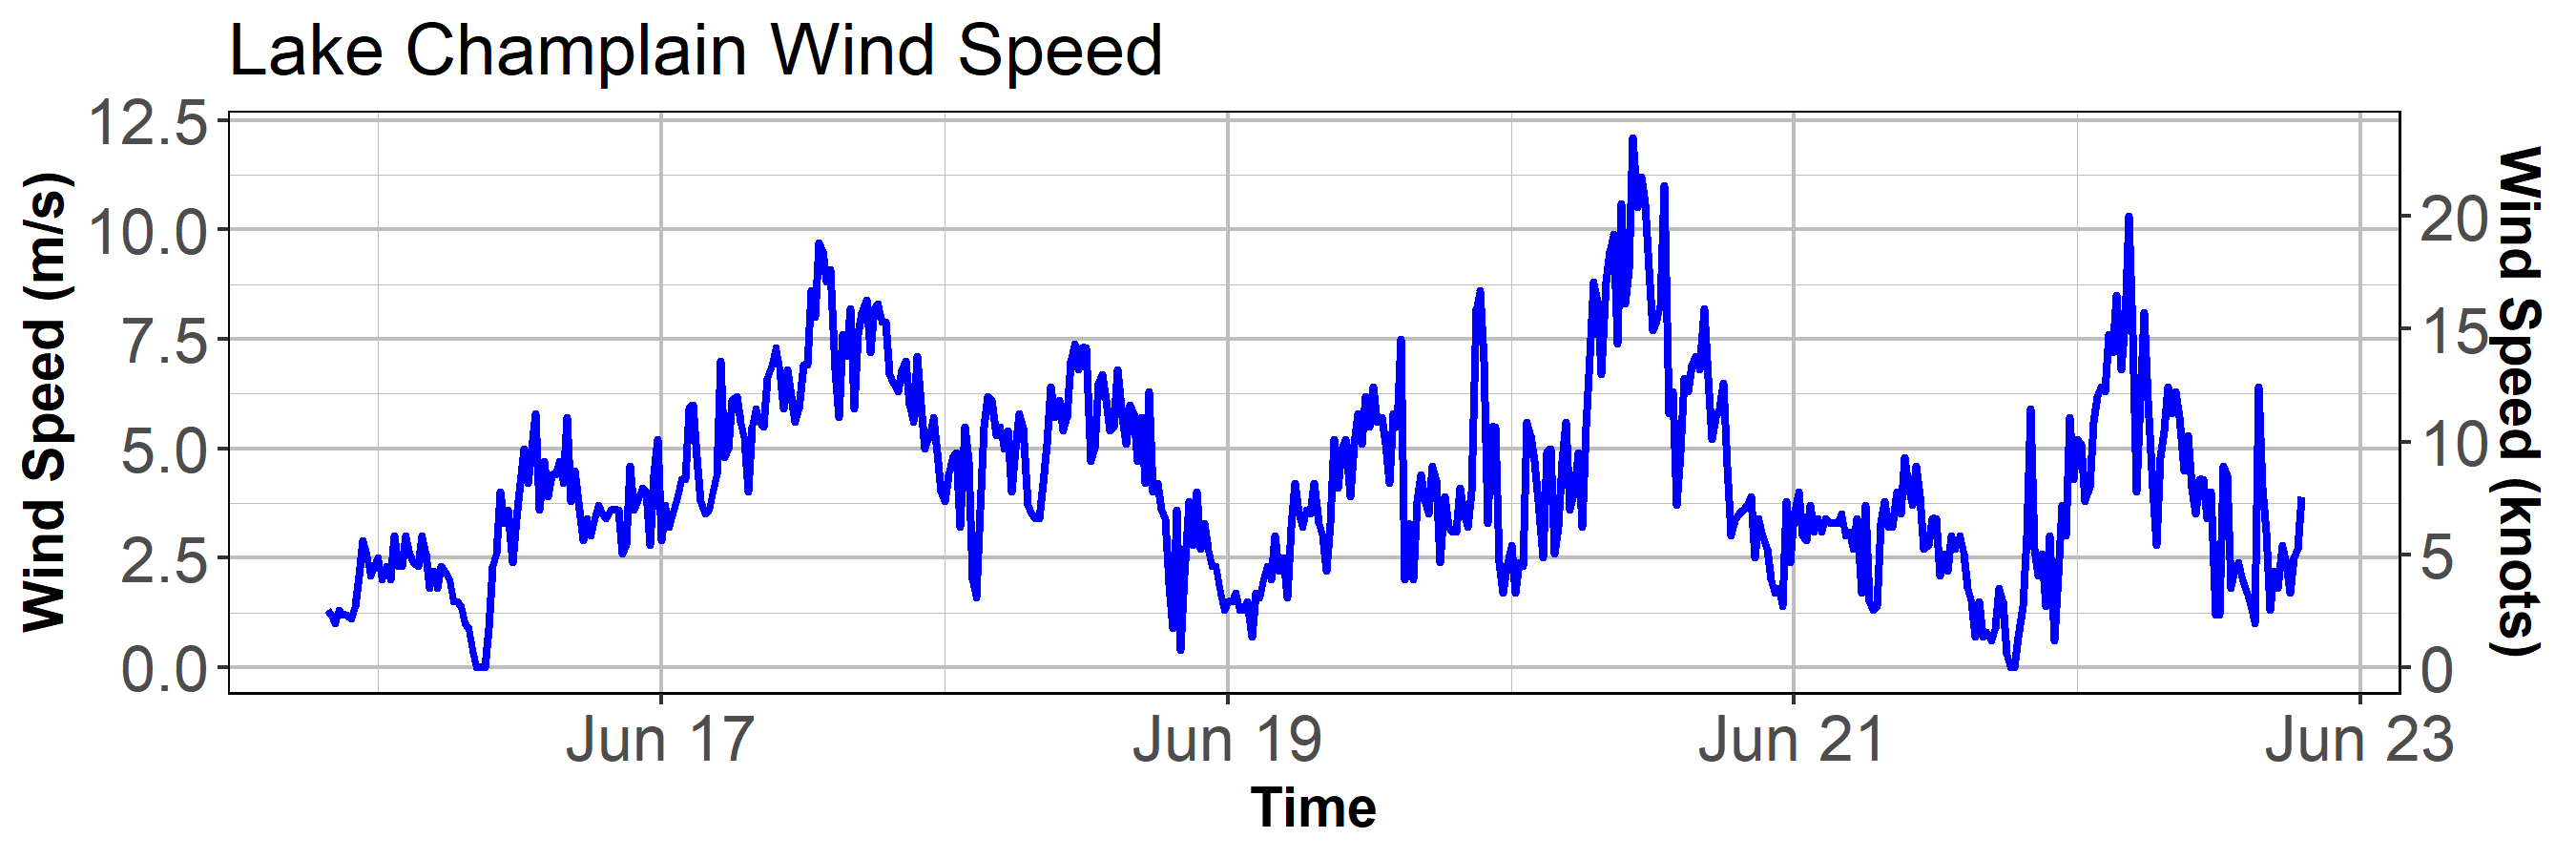 Lake Champlain Wind Speed
Wind Speed (m/s)
12.5
10.0
7.5
5.0
2.5
0.0
20
15
10
5
0
Wind Speed (knots)
Jun 17
Jun 19
Jun 21
Jun 23
Time